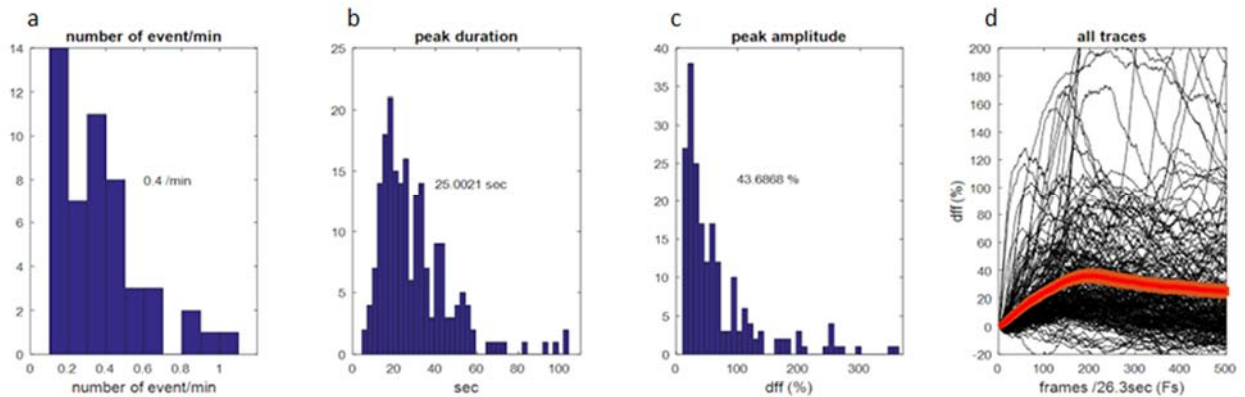 a
number of event/min
14
12
10
8
6
4
2
0
0.4 /min
0 0.2 0.4 0.6 0.8 1
number of event/min
b
peak duration
25
20
15
10
5
0
25.0021 sec
0 20 40 60 80 100
sec
c
peak amplitude
40
35
30
25
20
15
10
5
0
43.6868 %
0 100 200 300
dff (%)
d
all traces
dff (%)
200
180
160
140
120
100
80
60
40
20
0
-20
0 100 200 300 400 500
frames /26.3sec (Fs)